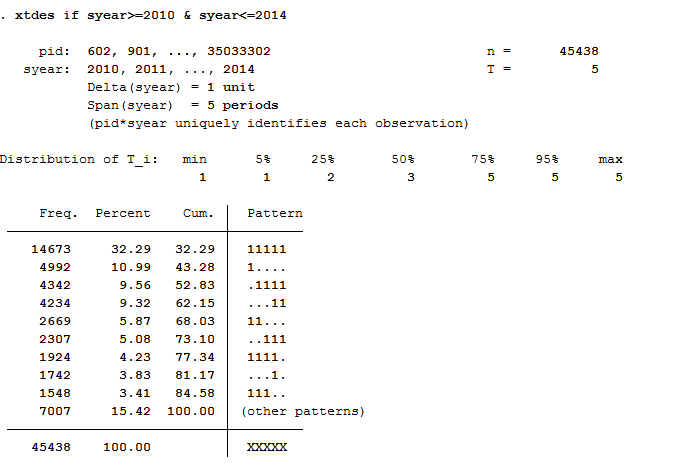 . xtdes if syear>=2010 & syear<=2014
pid: 602, 901, ..., 35033302 n = 45438
syear: 2010, 2011, ..., 2014 T = 5
Delta(syear) = 1 unit
Span(syear) = 5 periods
(pid*syear uniquely identifies each observation)
Distribution of T_i: min 5% 25% 50% 75% 95% max
1 1 2 3 5 5 5
Freq. Percent Cum. Pattern
14673 32.29 32.29 11111
4992 10.99 43.28 1....
4342 9.56 52.83 .1111
4234 9.32 62.15 ...11
2669 5.87 68.03 11...
2307 5.08 73.10 ..111
1924 4.23 77.34 1111.
1742 3.83 81.17 ...1.
1548 3.41 84.58 111..
7007 15.42 100.00 (other patterns)
45438 100.00 XXXXX